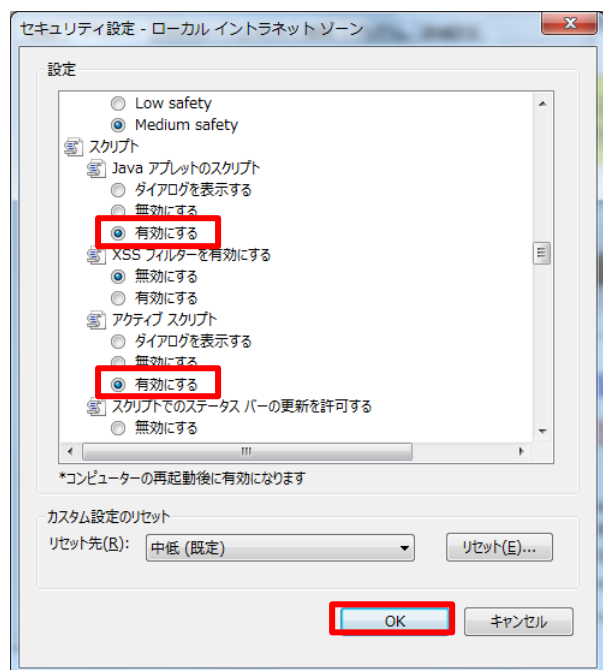 セキュリティ設定 - ローカル イントラネット ゾーン
設定
Low safety
Medium safety
スクリプト
Java アプレットのスクリプト
ダイアログを表示する
無効にする
有効にする
XSS フィルターを有効にする
無効にする
有効にする
アクティブ スクリプト
ダイアログを表示する
無効にする
有効にする
スクリプトでのステータス バーの更新を許可する
無効にする
*コンピューターの再起動後に有効になります
カスタム設定のリセット
リセット先(R): 中低 (既定) リセット(E)...
OK キャンセル